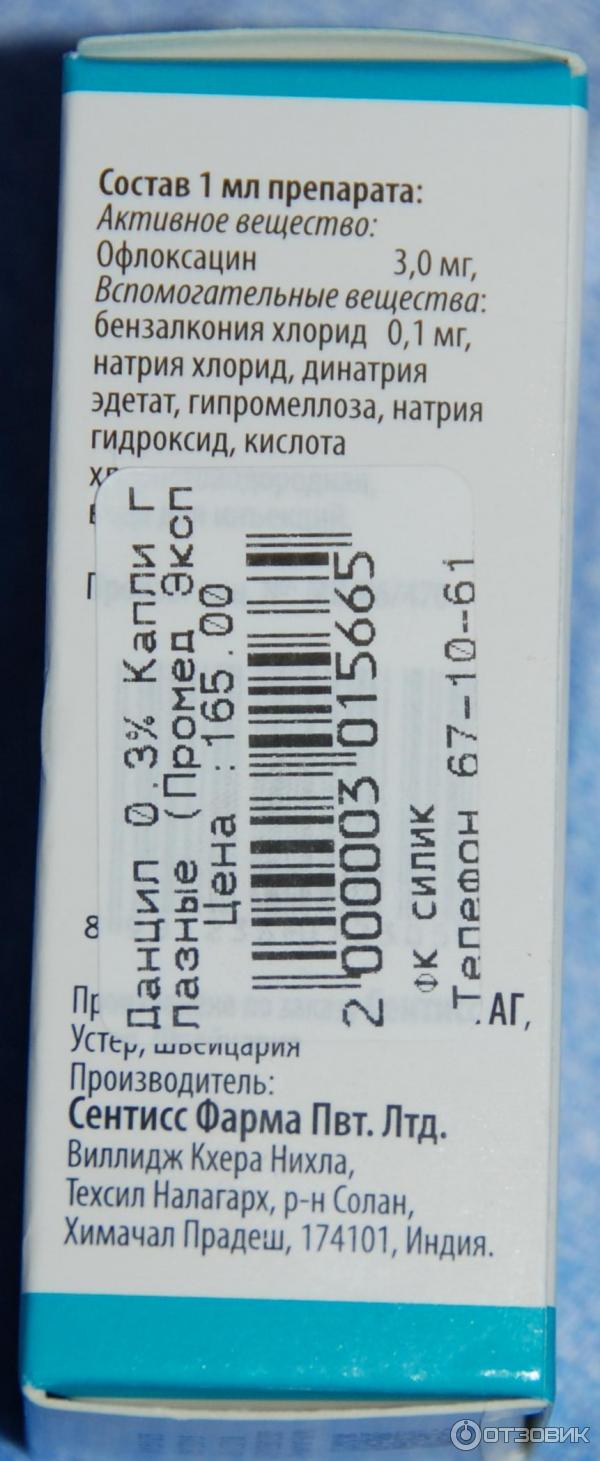 Состав 1 мл препарата:
Активное вещество:
Офлоксацин 3,0 мг,
Вспомогательные вещества:
бензалкония хлорид 0,1 мг,
натрия хлорид, динатрия
эдетат, гипромеллоза, натрия
гидроксид, кислота
Данцил 0.3% Каппи Г
лазные (Промед Эксп
Цена :165.00
2000003015665
ФК СИЛИК
Телефон 67-10-61
8
АГ,
Устер, Швейцария
Производитель:
Сентисс Фарма Пвт. Лтд.
Виллидж Кхера Нихла,
Техсил Налагарх, р-н Солан,
Химачал Прадеш, 174101, Индия.
ОТЗОВИК